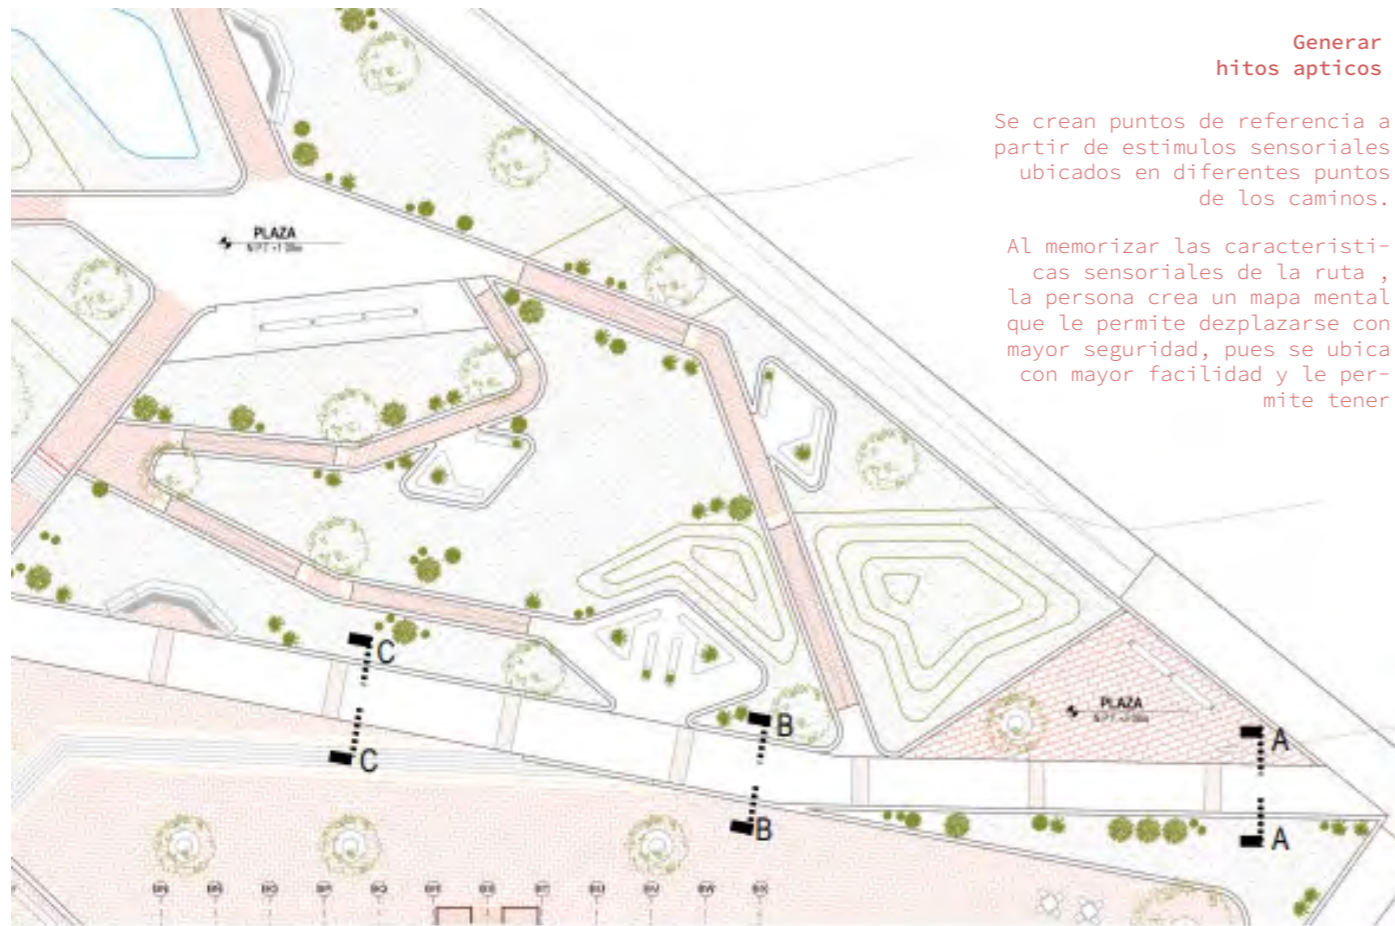 Generar
hitos apticos
Se crean puntos de referencia a
partir de estimulos sensoriales
ubicados en diferentes puntos
de los caminos.
Al memorizar las caracteristi-
cas sensoriales de la ruta ,
la persona crea un mapa mental
que le permite dezplazarse con
mayor seguridad, pues se ubica
con mayor facilidad y le per-
mite tener
PLAZA
PLAZA
C
C
B
B
A
A